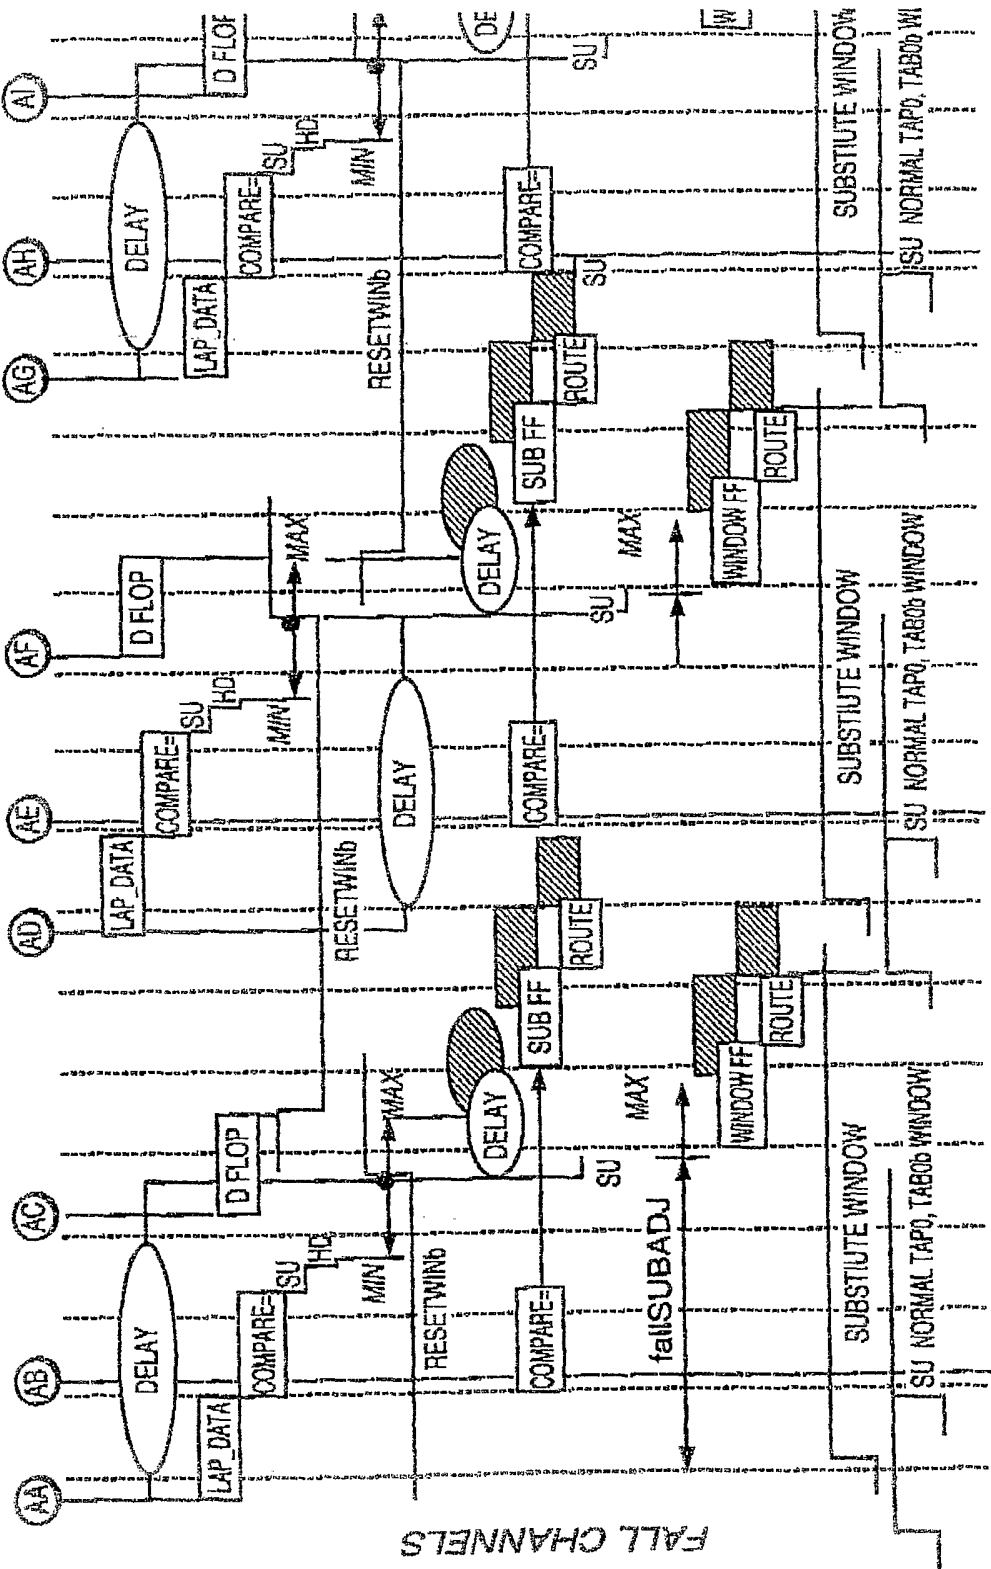 AA
AB
AC
AD
AE
AF
AG
AH
AI
DELAY
LAP_DATA
COMPARE=
SU
HD
MIN
MAX
D FLOP
RESETWINb
DELAY
SU
COMPARE=
SUB FF
ROUTE
fallSUBADJ
MAX
WINDOW FF
ROUTE
SUBSTIUTE WINDOW
SU NORMAL TAP0, TAB0b WINDOW
LAP_DATA
COMPARE=
SU
HD
MIN
MAX
D FLOP
RESETWINb
DELAY
DELAY
SU
COMPARE=
SUB FF
ROUTE
MAX
WINDOW FF
ROUTE
SUBSTIUTE WINDOW
SU NORMAL TAP0, TAB0b WINDOW
DELAY
LAP_DATA
COMPARE=
SU
HD
MIN
D FLOP
RESETWINb
DE
SU
COMPARE=
SU
W
SUBSTIUTE WINDOW
SU NORMAL TAP0, TAB0b WI
FALL CHANNELS